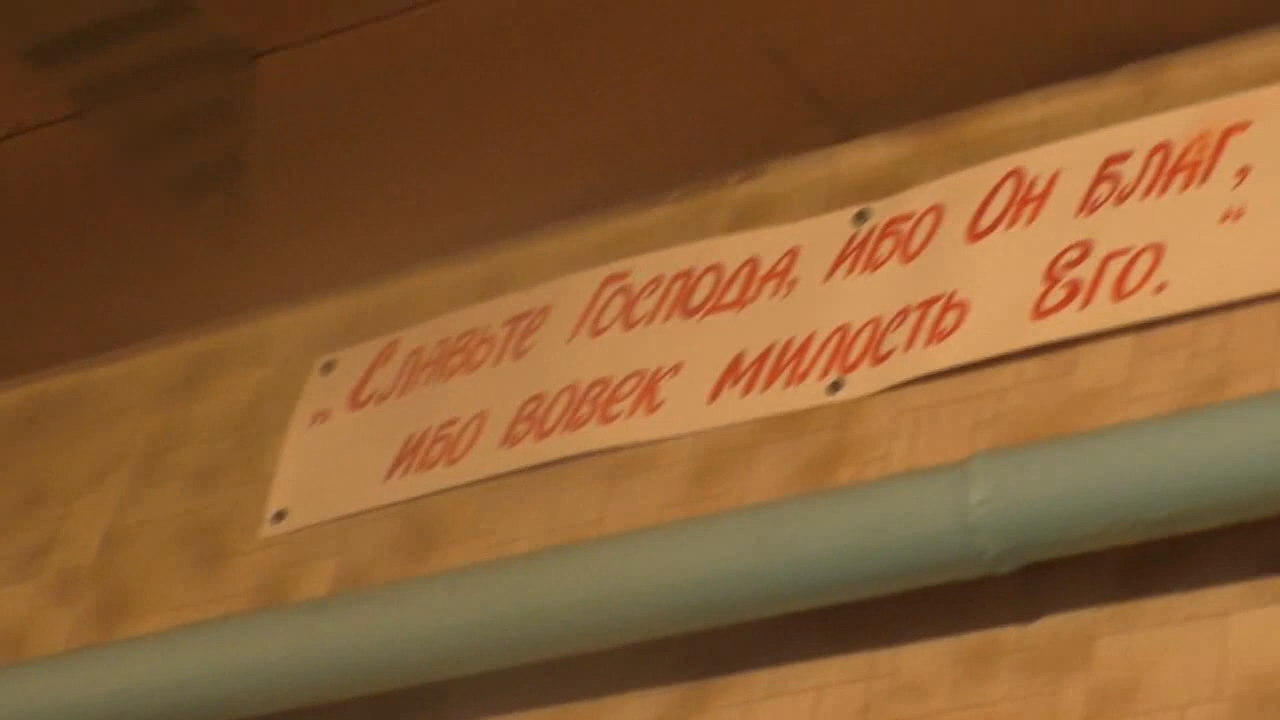 „Славьте Господа, ибо Он благ,
ибо вовек милость Его.“